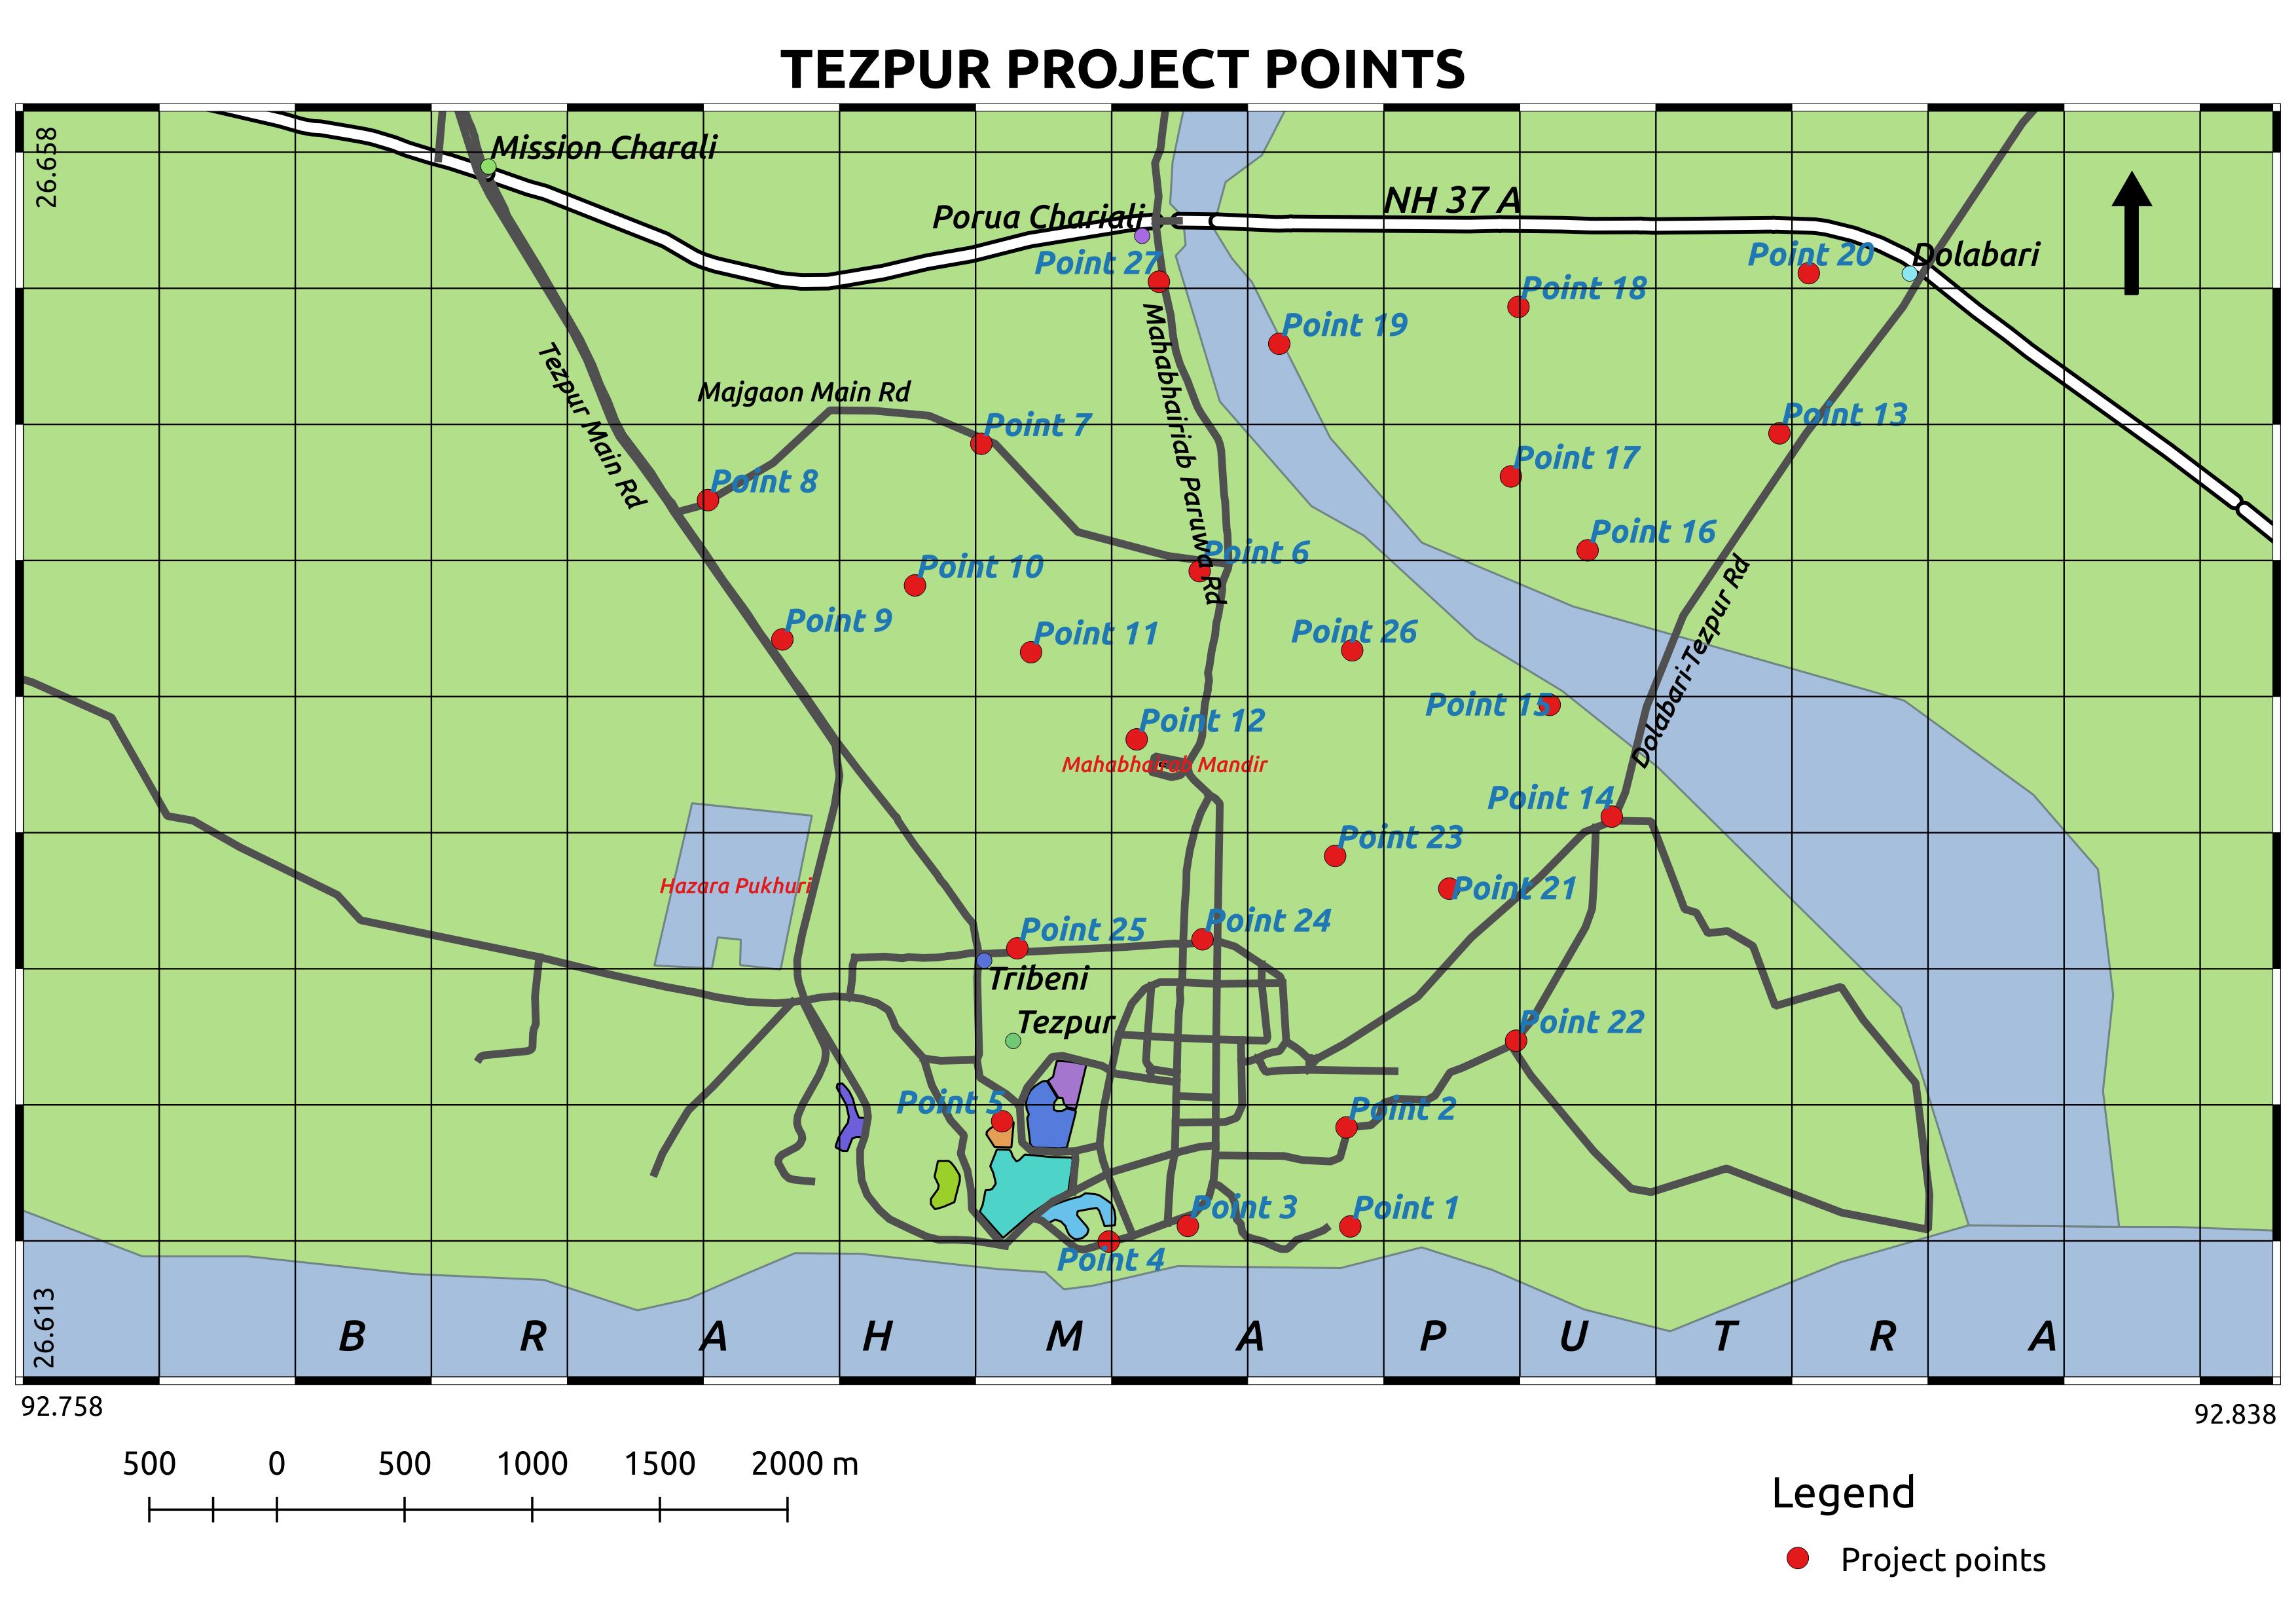 TEZPUR PROJECT POINTS
26.658
Mission Charali
NH 37 A
Porua Chariali
Point 27
Point 20
Dolabari
Point 18
Point 19
Mahabhairiab Paruwa Rd
Tezpur Main Rd
Majgaon Main Rd
Point 7
Point 13
Point 17
Point 8
Point 16
Point 6
Point 10
Point 9
Point 11
Point 26
Dolabari-Tezpur Rd
Point 15
Point 12
Mahabhairab Mandir
Point 14
Point 23
Hazara Pukhuri
Point 21
Point 25
Point 24
Tribeni
Tezpur
Point 22
Point 5
Point 2
Point 3
Point 1
Point 4
26.613
B R A H M A P U T R A
92.758
92.838
500 0 500 1000 1500 2000 m
Legend
Project points